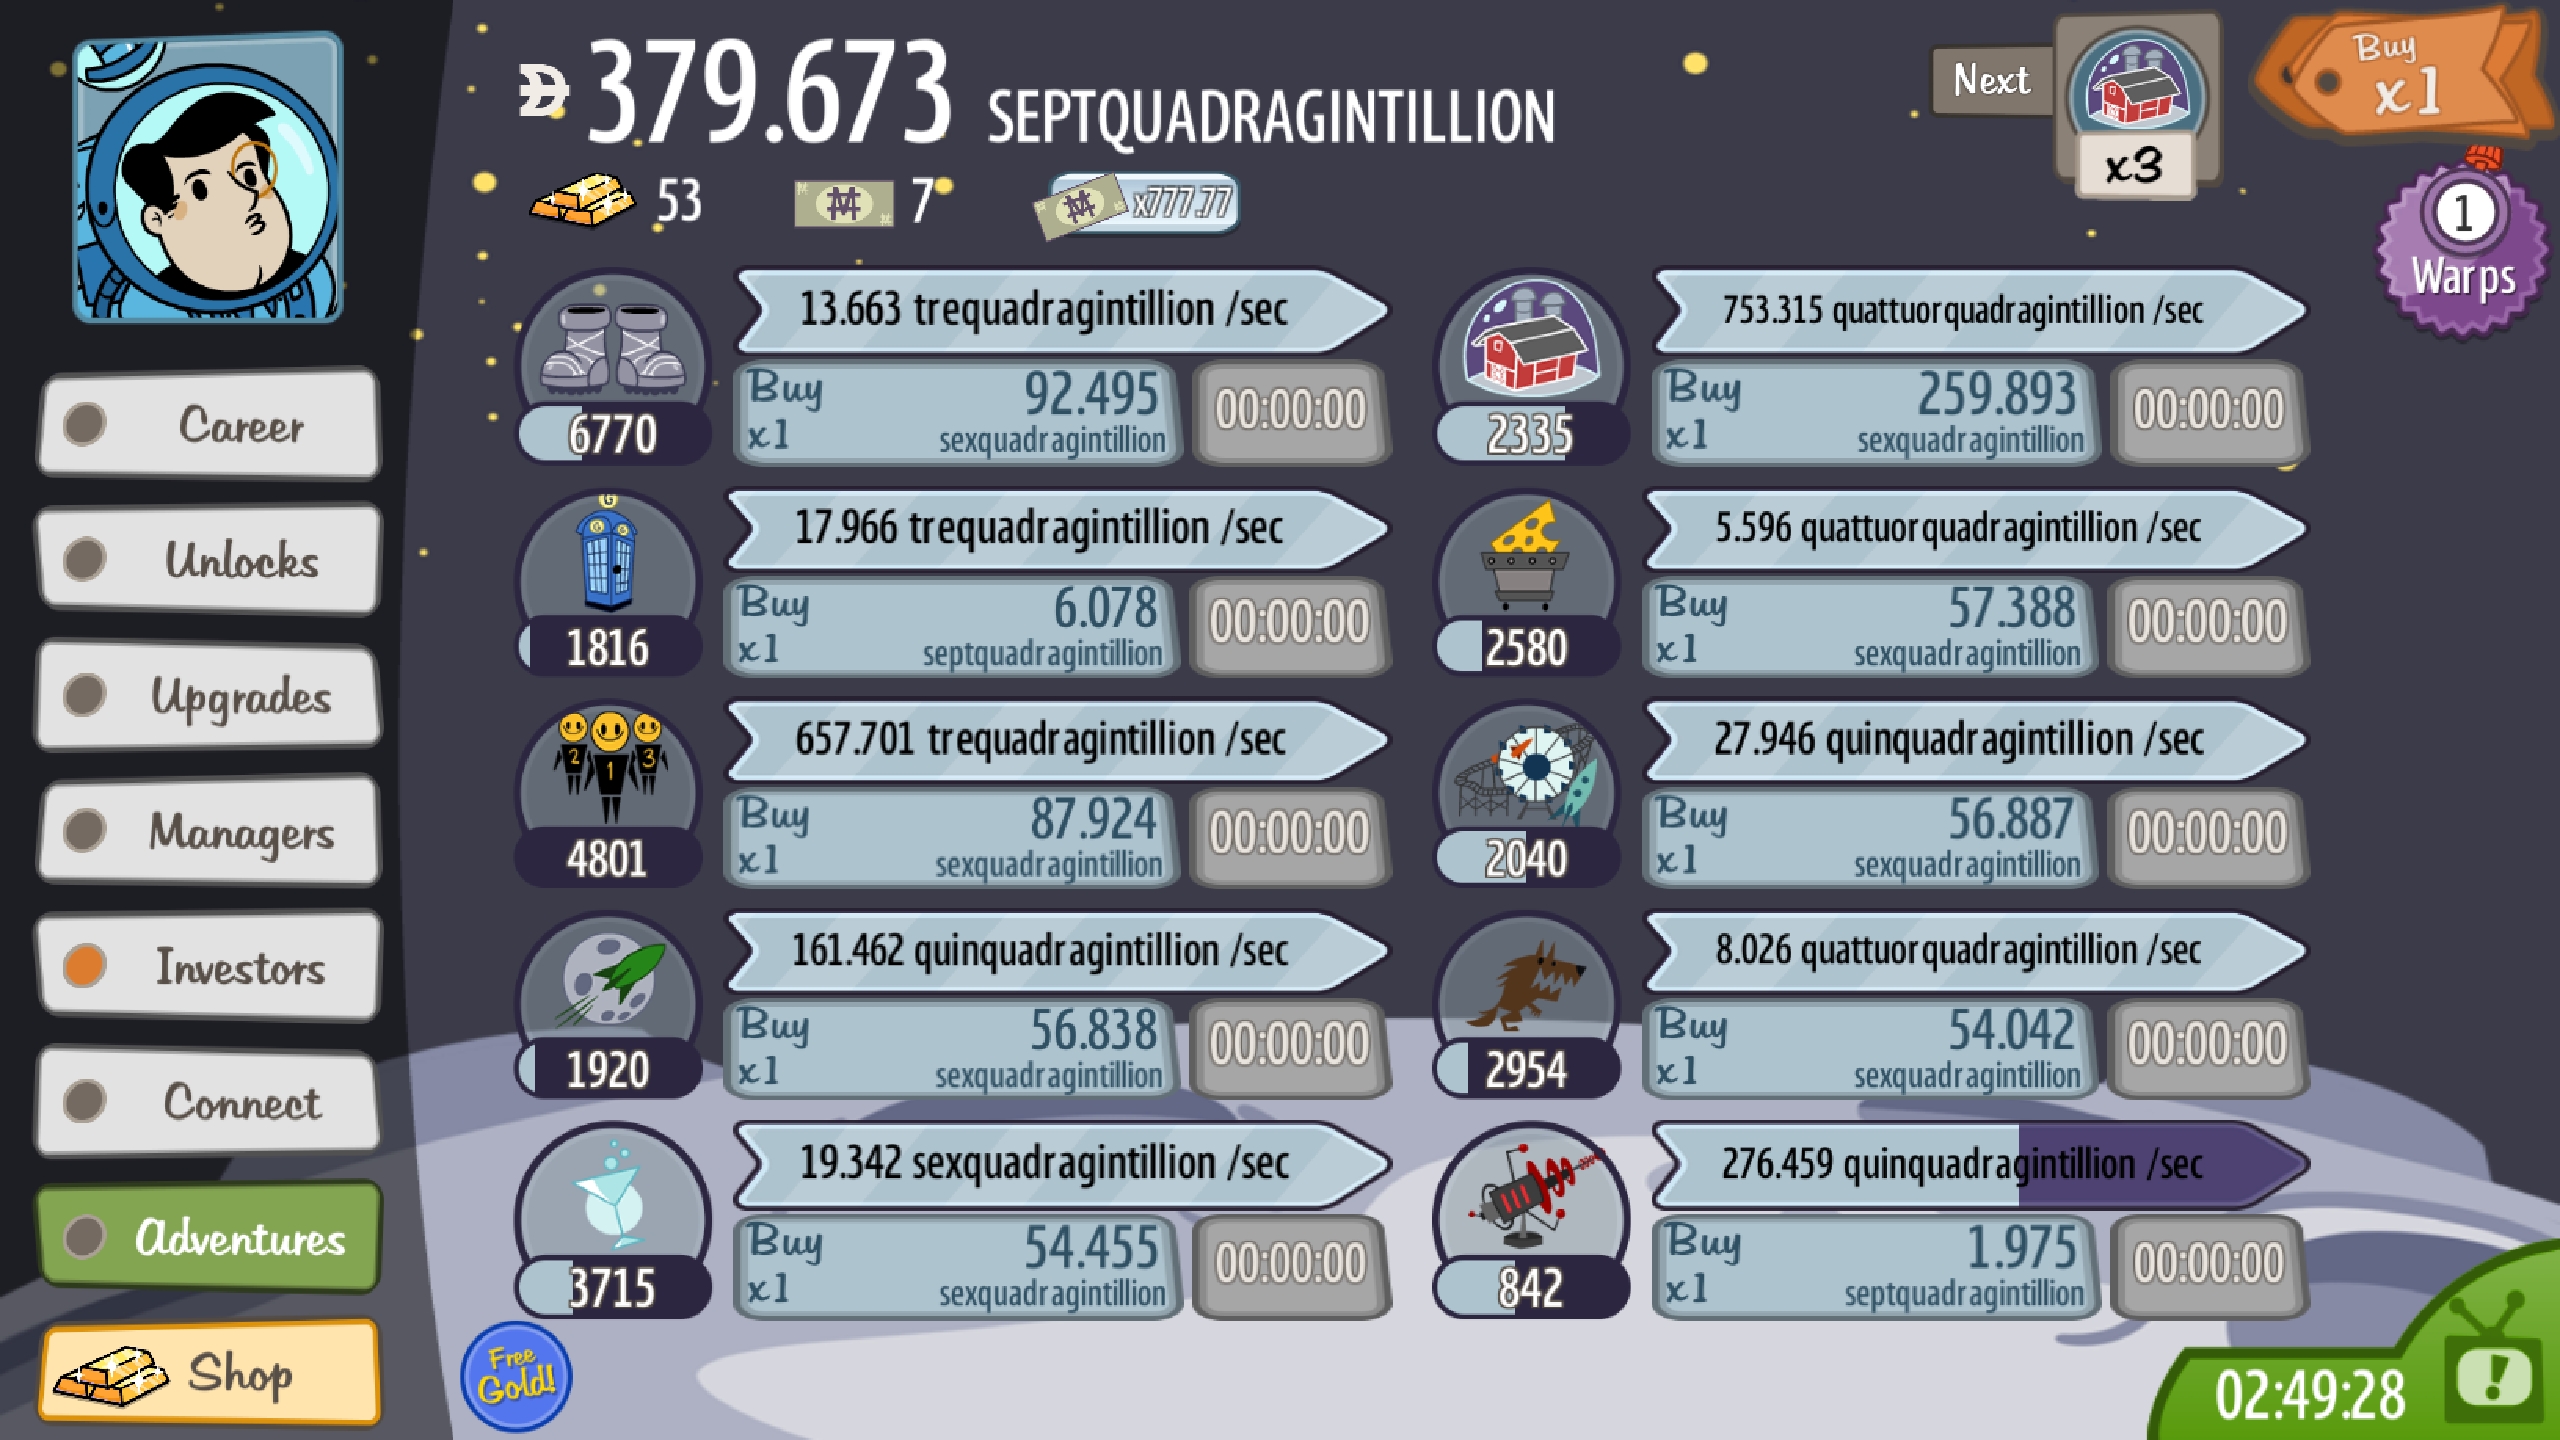 379.673 SEPTQUADRAGINTILLION
53
7
x777.77
Next
x3
Buy
x1
1
Warps
Career
Unlocks
Upgrades
Managers
Investors
Connect
Adventures
Shop
13.663 trequadragintillion /sec
Buy 92.495
x1 sexquadragintillion
00:00:00
6770
753.315 quattuorquadragintillion /sec
Buy 259.893
x1 sexquadragintillion
00:00:00
2335
G
17.966 trequadragintillion /sec
Buy 6.078
x1 septquadragintillion
00:00:00
1816
5.596 quattuorquadragintillion /sec
Buy 57.388
x1 sexquadragintillion
00:00:00
2580
2 1 3
657.701 trequadragintillion /sec
Buy 87.924
x1 sexquadragintillion
00:00:00
4801
27.946 quinquadragintillion /sec
Buy 56.887
x1 sexquadragintillion
00:00:00
2040
161.462 quinquadragintillion /sec
Buy 56.838
x1 sexquadragintillion
00:00:00
1920
8.026 quattuorquadragintillion /sec
Buy 54.042
x1 sexquadragintillion
00:00:00
2954
19.342 sexquadragintillion /sec
Buy 54.455
x1 sexquadragintillion
00:00:00
3715
276.459 quinquadragintillion /sec
Buy 1.975
x1 septquadragintillion
00:00:00
842
Free
Gold!
02:49:28
!